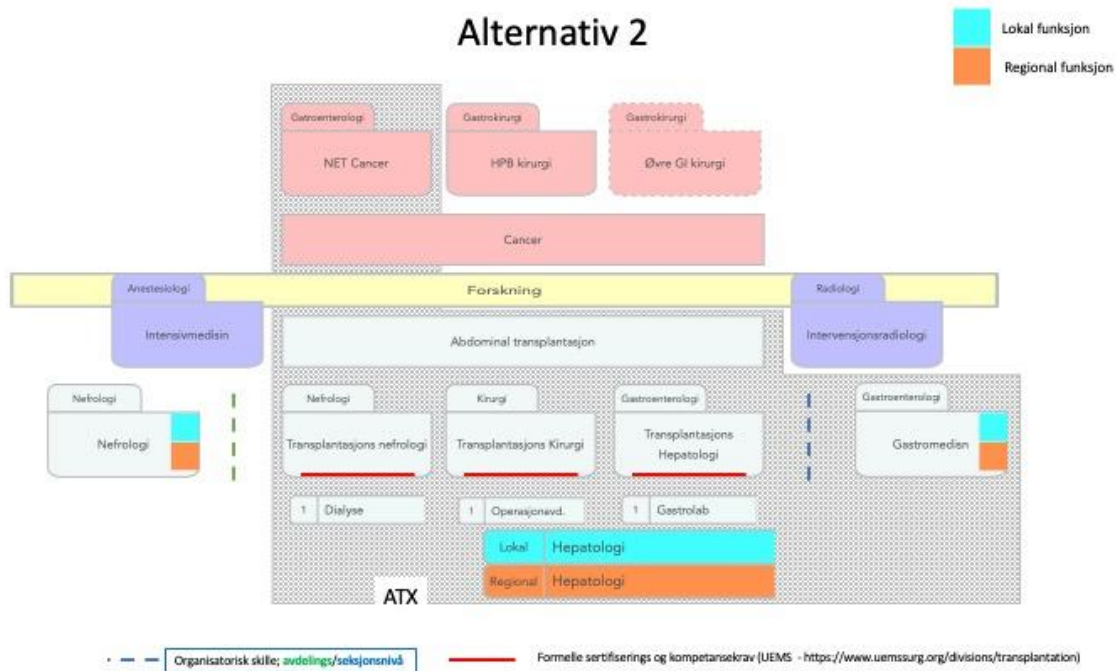 Alternativ 2
Lokal funksjon
Regional funksjon
Gatroenterologi
Gastrokirurgi
Gastrokirurgi
NET Cancer
HPB kirurgi
Øvre GI kirurgi
Cancer
Anestesiologi
Forskning
Radiologi
Intensivmedisin
Abdominal transplantasjon
Intervensjonsradiologi
Nefrologi
Nefrologi
Kirurgi
Gastroenterologi
Gastroenterologi
Nefrologi
Transplantasjons nefrologi
Transplantasjons Kirurgi
Transplantasjons
Hepatologi
Gastromedisn
1 Dialyse
1 Operasjonavd.
1 Gastrolab
Lokal Hepatologi
Regional Hepatologi
ATX
Organisatorisk skille; avdelings/seksjonsnivå
Formelle sertifiserings og kompetansekrav (UEMS - https://www.uemssurg.org/divisions/transplantation)